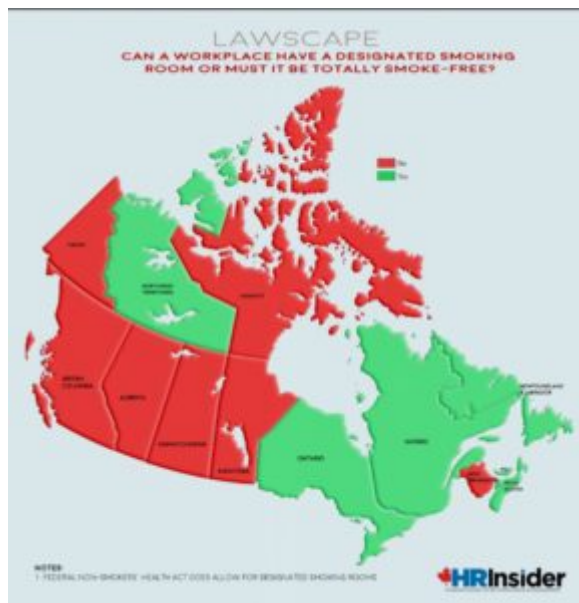 LAWSCAPE
CAN A WORKPLACE HAVE A DESIGNATED SMOKING
ROOM OR MUST IT BE TOTALLY SMOKE-FREE?
No
Yes
YUKON
NORTHWEST
TERRITORIES
NUNAVUT
BRITISH
COLUMBIA
ALBERTA
SASKATCHEWAN
MANITOBA
ONTARIO
QUEBEC
NEWFOUNDLAND
& LABRADOR
NOTES:
1. FEDERAL NON-SMOKERS' HEALTH ACT DOES ALLOW FOR DESIGNATED SMOKING ROOMS
HRInsider